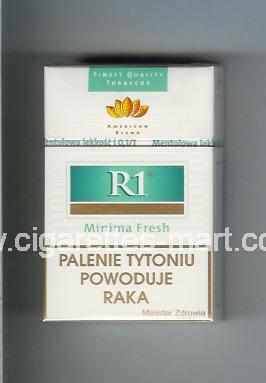 FINEST QUALITY
TOBACCOS
AMERICAN
BLEND
entolowa lekkość i 0,1/1 Mentolowa lekk
R1®
Minima Fresh
www.cigarettes-mart.com
PALENIE TYTONIU
POWODUJE
RAKA
Minister Zdrowia